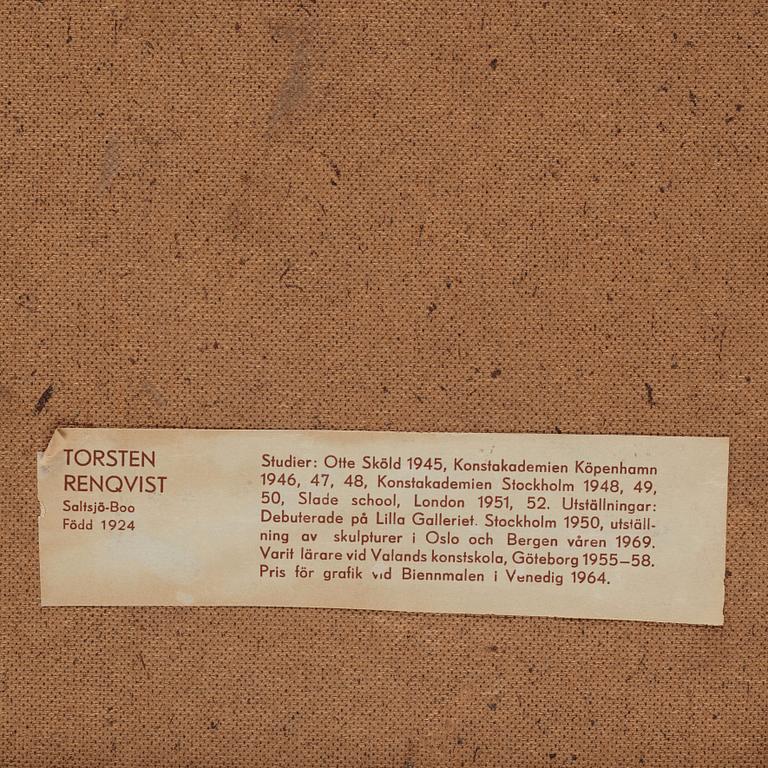 TORSTEN
RENQVIST
Saltsjö-Boo
Född 1924
Studier: Otte Sköld 1945, Konstakademien Köpenhamn
1946, 47, 48, Konstakademien Stockholm 1948, 49,
50, Slade school, London 1951, 52. Utställningar:
Debuterade på Lilla Galleriet. Stockholm 1950, utställ-
ning av skulpturer i Oslo och Bergen våren 1969.
Varit lärare vid Valands konstskola, Göteborg 1955–58.
Pris för grafik vid Biennmalen i Venedig 1964.